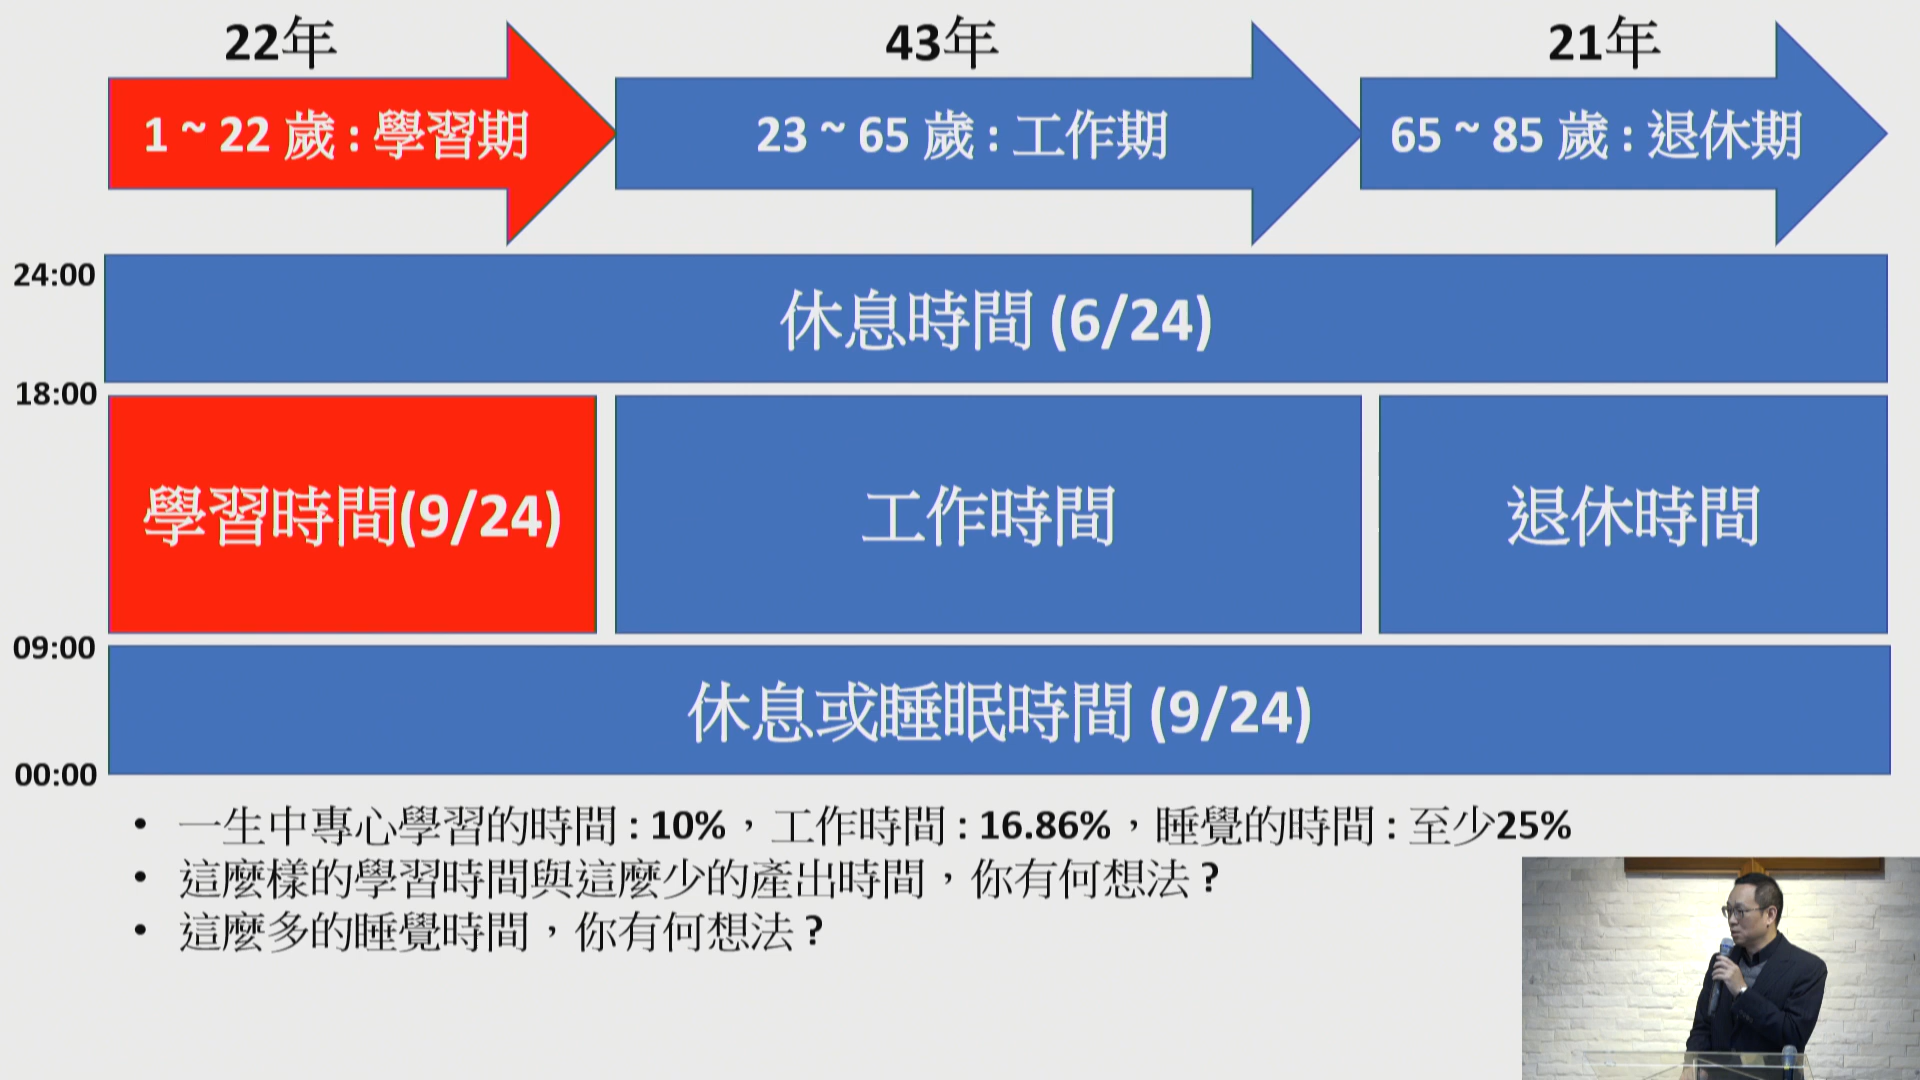 22年
43年
21年
1 ~ 22 歲 : 學習期
23 ~ 65 歲 : 工作期
65 ~ 85 歲 : 退休期
24:00
休息時間 (6/24)
18:00
學習時間(9/24)
工作時間
退休時間
09:00
休息或睡眠時間 (9/24)
00:00
• 一生中專心學習的時間 : 10%，工作時間 : 16.86%，睡覺的時間 : 至少25%
• 這麼樣的學習時間與這麼少的產出時間，你有何想法 ?
• 這麼多的睡覺時間，你有何想法 ?